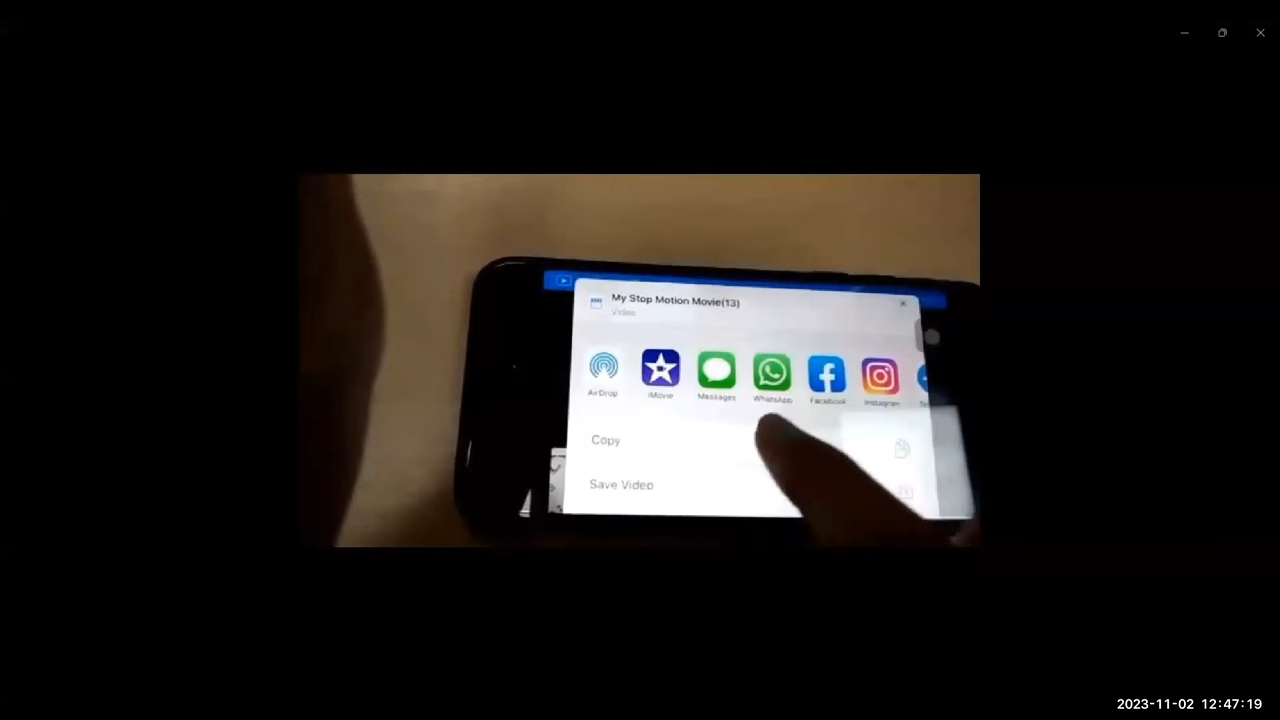 My Stop Motion Movie(13)
Video
AirDrop
iMovie
Messages
WhatsApp
Facebook
Instagram
Copy
Save Video
2023-11-02 12:47:19